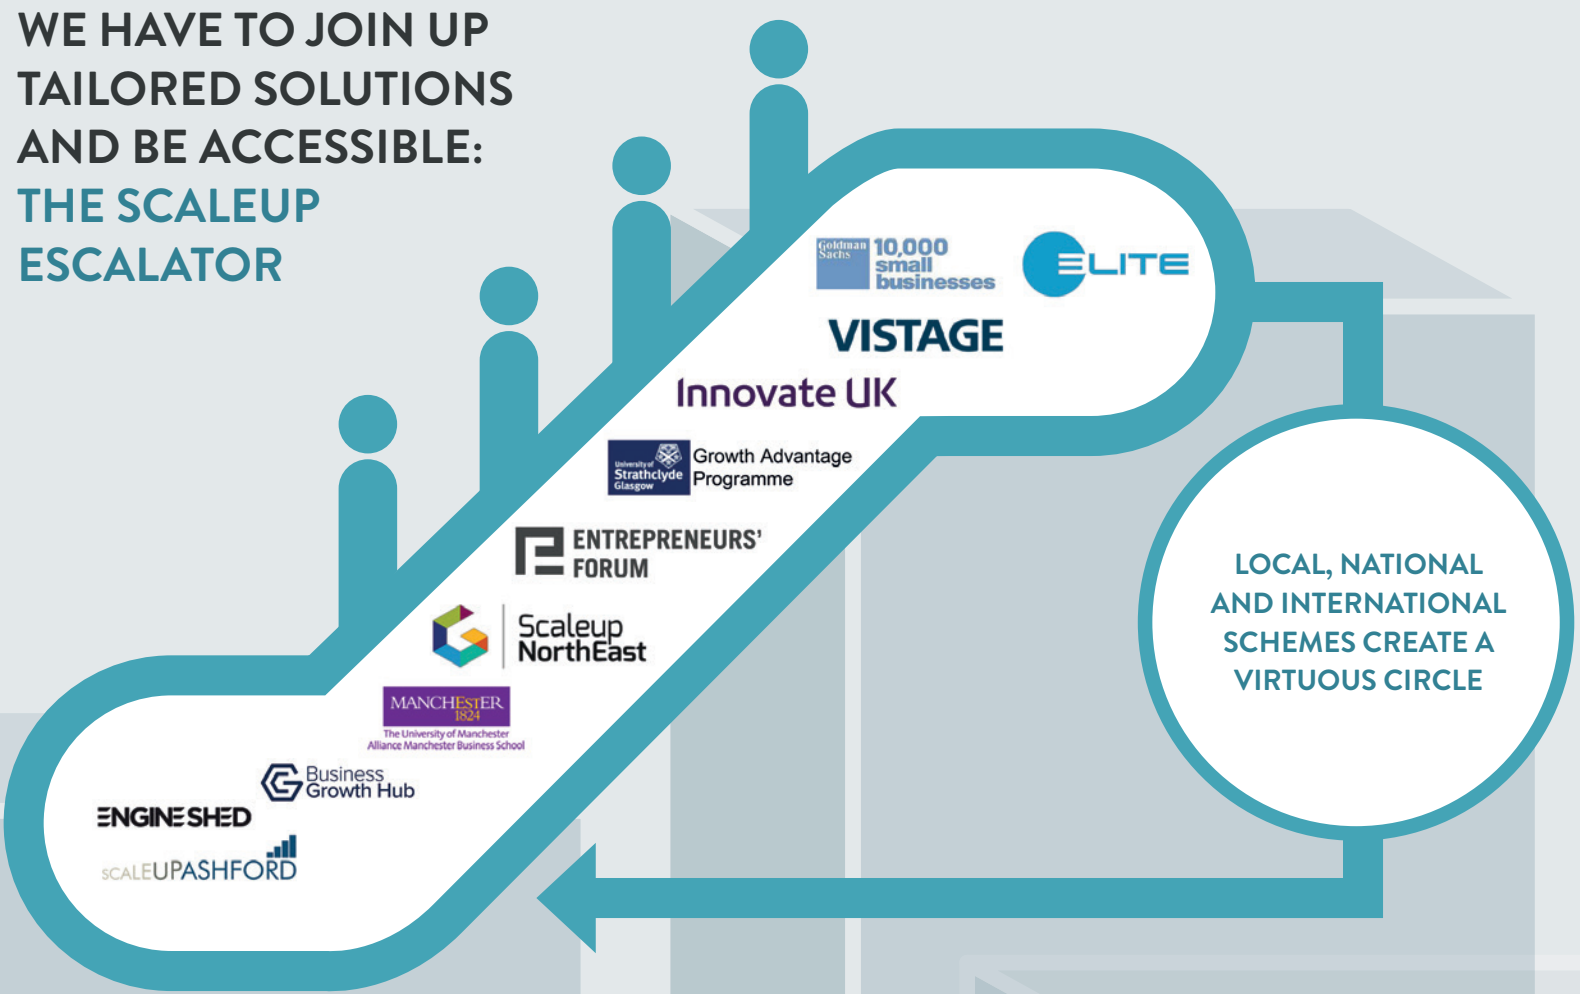 WE HAVE TO JOIN UP
TAILORED SOLUTIONS
AND BE ACCESSIBLE:
THE SCALEUP
ESCALATOR
Goldman
Sachs
10,000
small
businesses
ELITE
VISTAGE
Innovate UK
University of
Strathclyde
Glasgow
Growth Advantage
Programme
ENTREPRENEURS'
FORUM
Scaleup
NorthEast
MANCHESTER
1824
The University of Manchester
Alliance Manchester Business School
Business
Growth Hub
ENGINE SHED
SCALEUPASHFORD
LOCAL, NATIONAL
AND INTERNATIONAL
SCHEMES CREATE A
VIRTUOUS CIRCLE